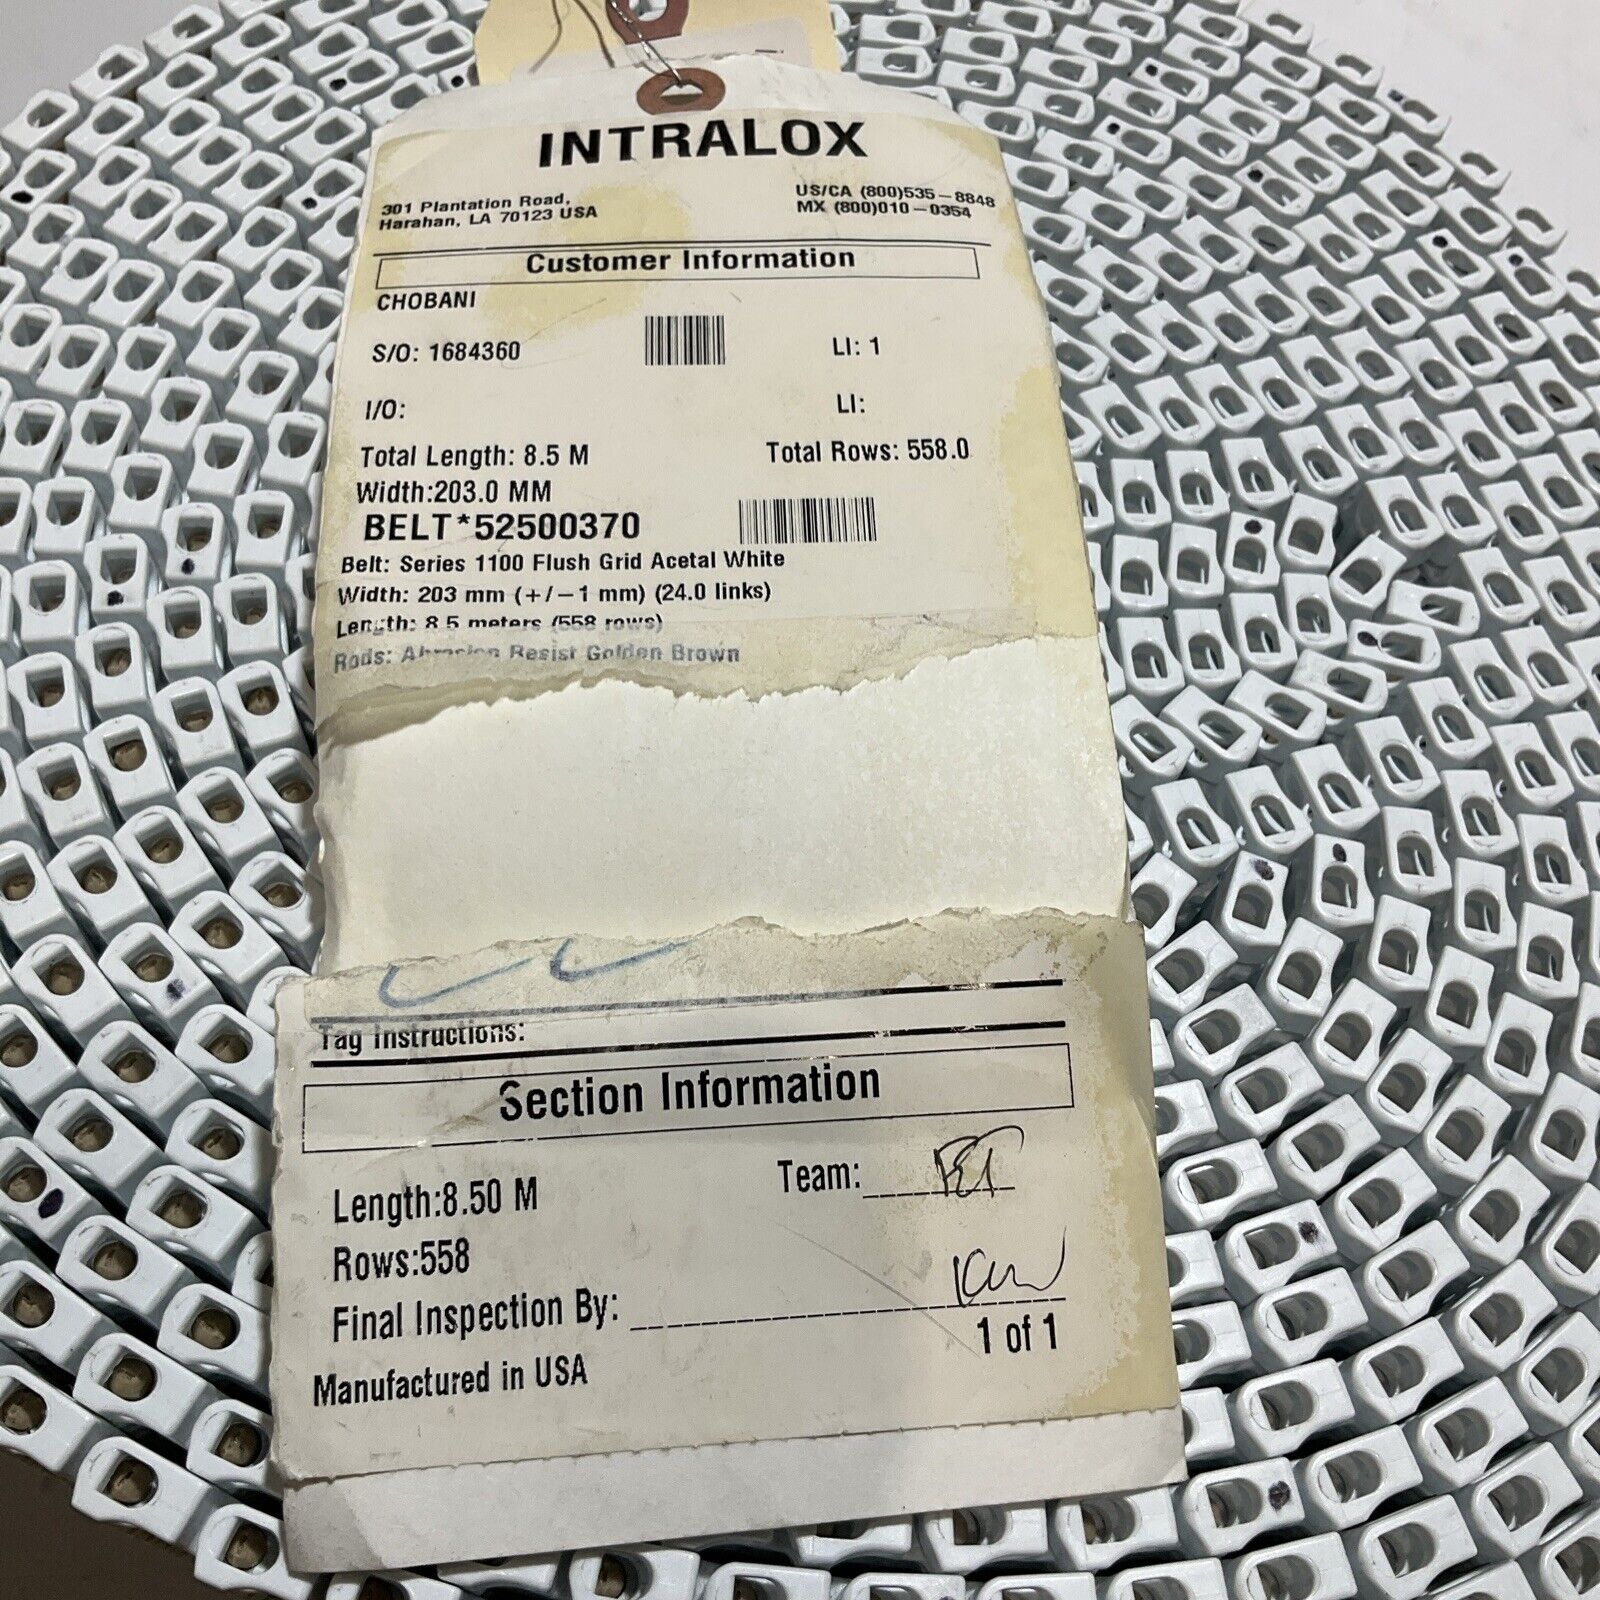 INTRALOX
301 Plantation Road,
Harahan, LA 70123 USA
US/CA (800)535-8848
MX (800)010-0354
Customer Information
CHOBANI
S/O: 1684360
LI: 1
I/O:
LI:
Total Length: 8.5 M
Total Rows: 558.0
Width:203.0 MM
BELT*52500370
Belt: Series 1100 Flush Grid Acetal White
Width: 203 mm (+/-1 mm) (24.0 links)
Length: 8.5 meters (558 rows)
Rods: Abrasion Resist Golden Brown
Tag Instructions:
Section Information
Length:8.50 M
Team:
Rows:558
Final Inspection By:
1 of 1
Manufactured in USA